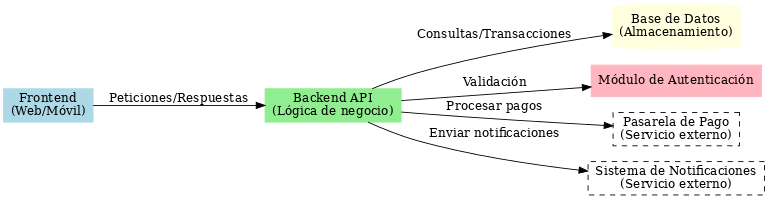 Frontend
(Web/Móvil)
Peticiones/Respuestas
Backend API
(Lógica de negocio)
Consultas/Transacciones
Base de Datos
(Almacenamiento)
Validación
Módulo de Autenticación
Procesar pagos
Pasarela de Pago
(Servicio externo)
Enviar notificaciones
Sistema de Notificaciones
(Servicio externo)